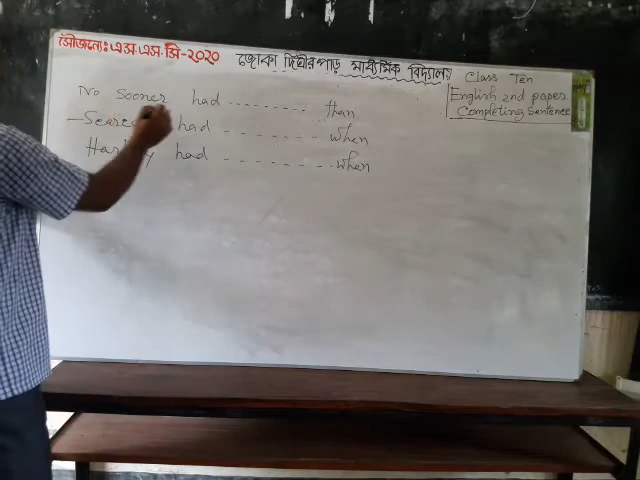 সৌজন্যে: এস.এস.সি-২০২০
জোকা দিঘীরপাড় মাধ্যমিক বিদ্যালয়
Class Ten
English 2nd paper
Completing Sentence
No Sooner had ........ than
had ------- when
had ------- when